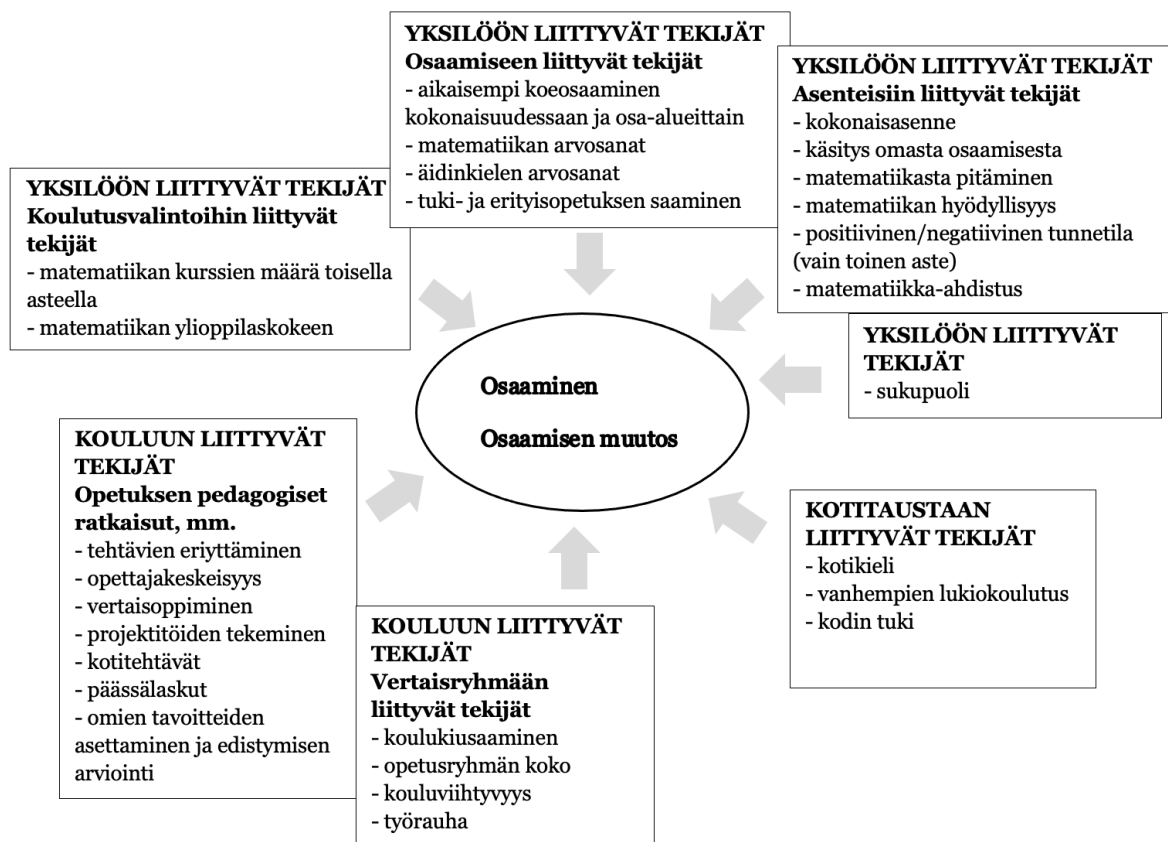 YKSILÖÖN LIITTYVÄT TEKIJÄT
Osaamiseen liittyvät tekijät
- aikaisempi koeosaaminen
kokonaisuudessaan ja osa-alueittain
- matematiikan arvosanat
- äidinkielen arvosanat
- tuki- ja erityisopetuksen saaminen
YKSILÖÖN LIITTYVÄT TEKIJÄT
Asenteisiin liittyvät tekijät
- kokonaisasenne
- käsitys omasta osaamisesta
- matematiikasta pitäminen
- matematiikan hyödyllisyys
- positiivinen/negatiivinen tunnetila
(vain toinen aste)
- matematiikka-ahdistus
YKSILÖÖN LIITTYVÄT TEKIJÄT
Koulutusvalintoihin liittyvät
tekijät
- matematiikan kurssien määrä toisella
asteella
- matematiikan ylioppilaskokeen
YKSILÖÖN LIITTYVÄT
TEKIJÄT
- sukupuoli
Osaaminen
Osaamisen muutos
KOULUUN LIITTYVÄT
TEKIJÄT
Opetuksen pedagogiset
ratkaisut, mm.
- tehtävien eriyttäminen
- opettajakeskeisyys
- vertaisoppiminen
- projektitöiden tekeminen
- kotitehtävät
- päässälaskut
- omien tavoitteiden
asettaminen ja edistymisen
arviointi
KOULUUN LIITTYVÄT
TEKIJÄT
Vertaisryhmään
liittyvät tekijät
- koulukiusaaminen
- opetusryhmän koko
- kouluviihtyvyys
- työrauha
KOTITAUSTAAN
LIITTYVÄT TEKIJÄT
- kotikieli
- vanhempien lukiokoulutus
- kodin tuki